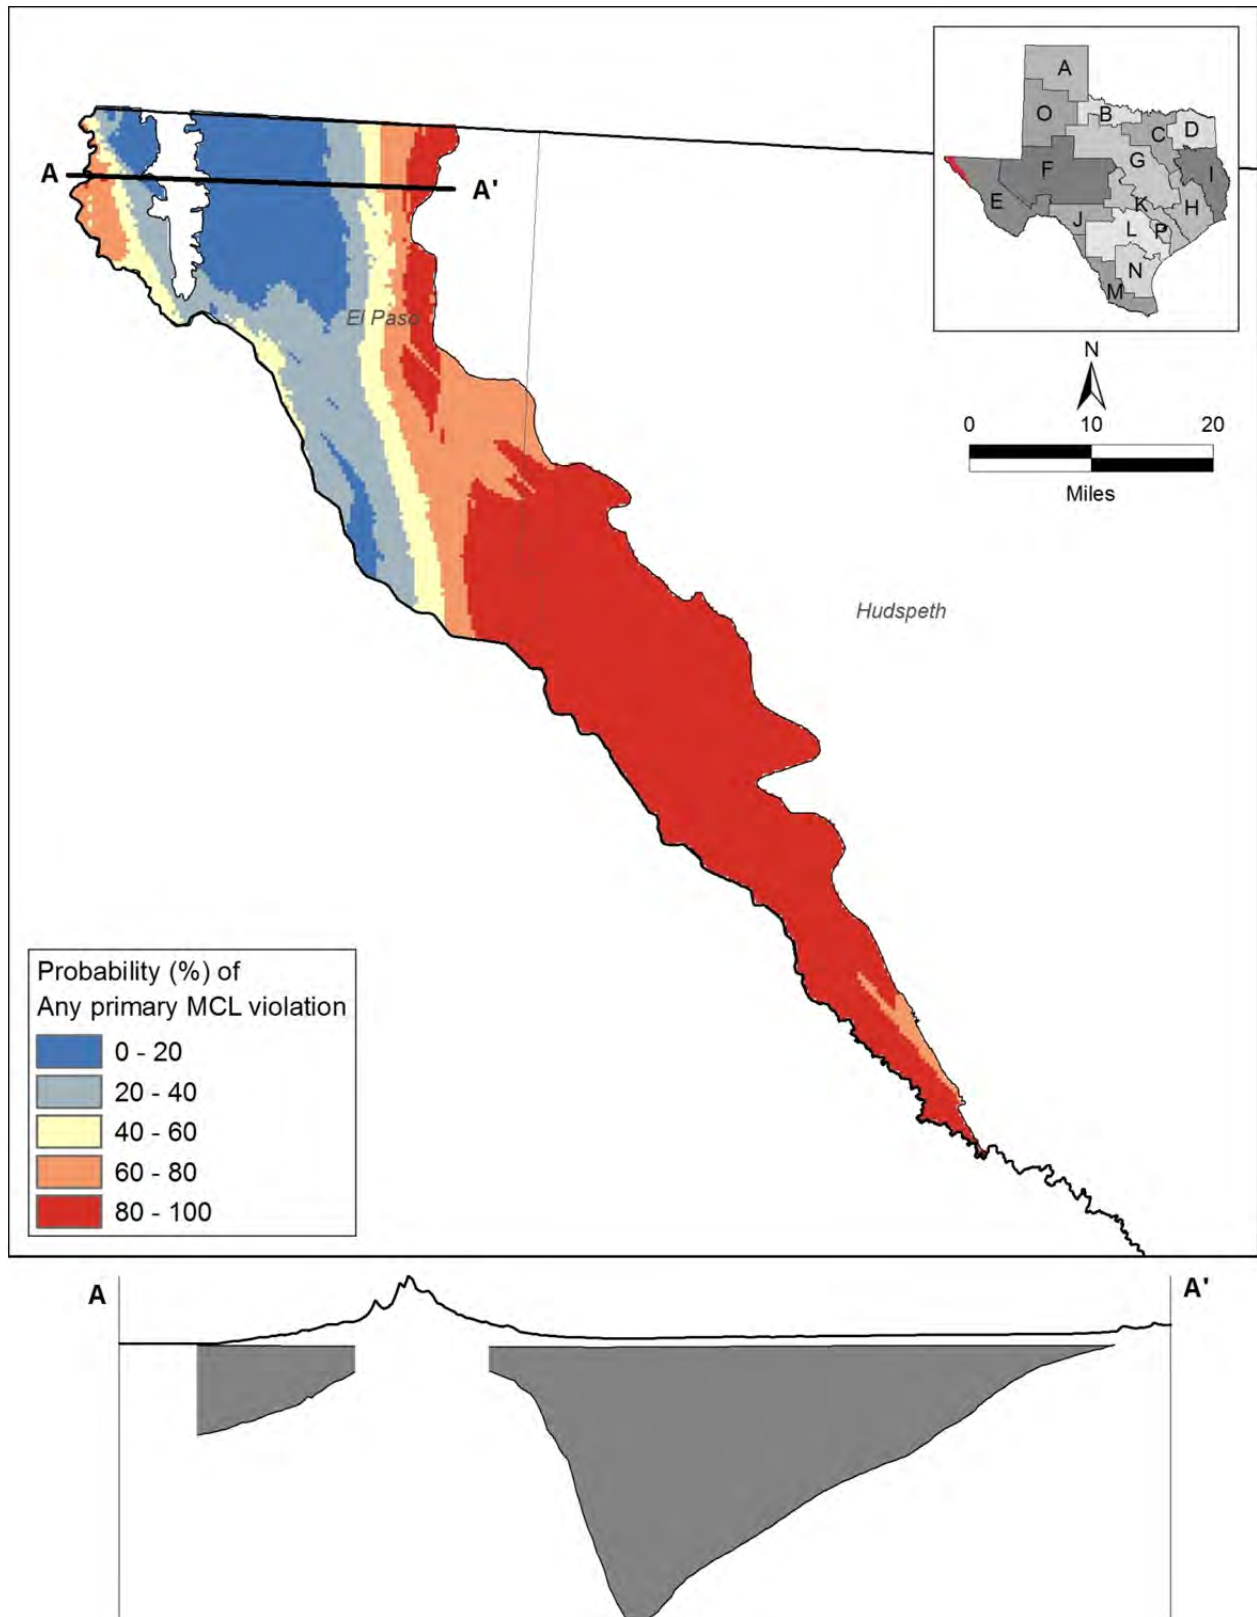 A
O
B
C
D
F
G
I
E
K
H
J
L
P
N
M
A
A'
N
0 10 20
Miles
El Paso
Hudspeth
Probability (%) of
Any primary MCL violation
0 - 20
20 - 40
40 - 60
60 - 80
80 - 100
A
A'